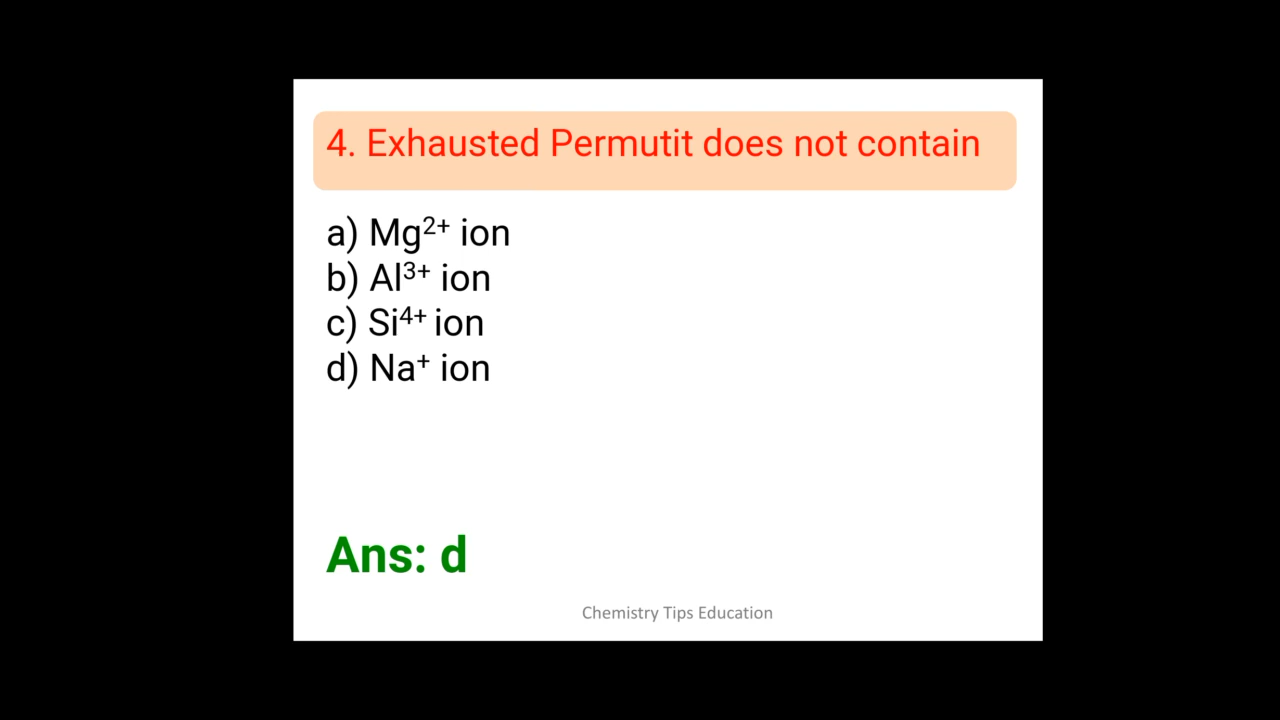 4. Exhausted Permutit does not contain
a) Mg²⁺ ion
b) Al³⁺ ion
c) Si⁴⁺ ion
d) Na⁺ ion
Ans: d
Chemistry Tips Education